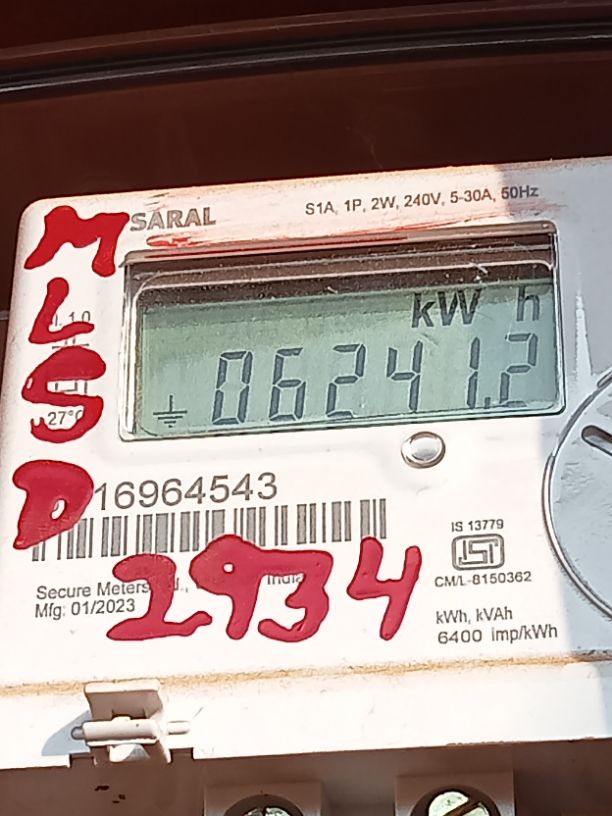 SARAL
S1A, 1P, 2W, 240V, 5-30A, 50Hz
M
L
S
D
kW h
06241.2
27°C
16964543
IS 13779
ISI
CM/L-8150362
Secure Meters
India
Mfg: 01/2023
2934
kWh, kVAh
6400 imp/kWh